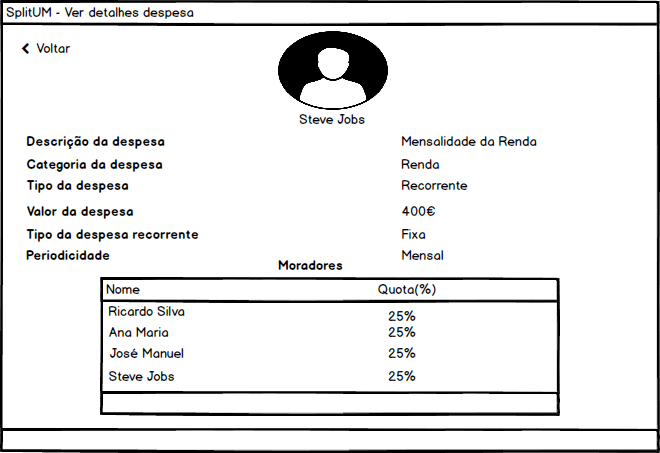 SplitUM - Ver detalhes despesa
Voltar
Steve Jobs
Descrição da despesa Mensalidade da Renda
Categoria da despesa Renda
Tipo da despesa Recorrente
Valor da despesa 400€
Tipo da despesa recorrente Fixa
Periodicidade Mensal
Moradores
Nome Quota(%)
Ricardo Silva 25%
Ana Maria 25%
José Manuel 25%
Steve Jobs 25%